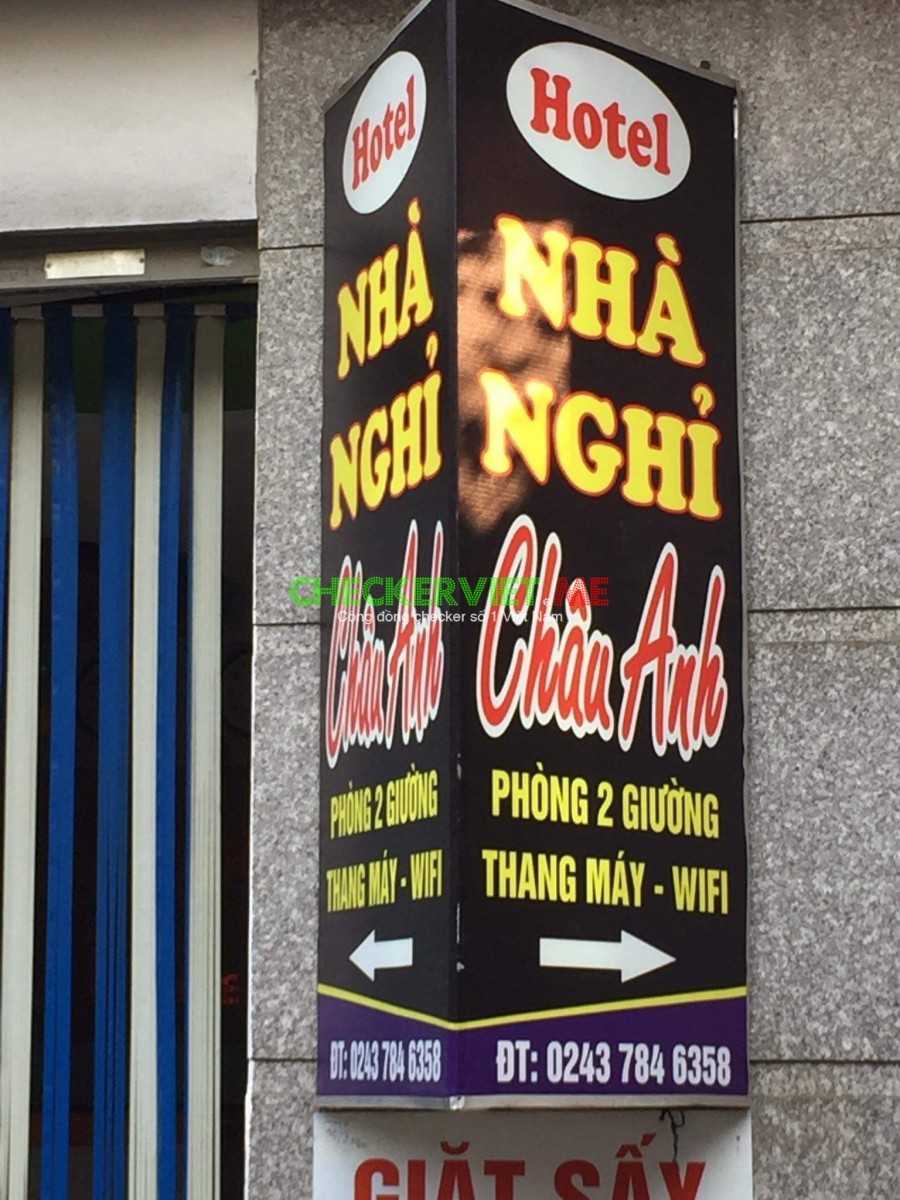 Hotel
NHÀ
NGHỈ
Châu Anh
PHÒNG 2 GIƯỜNG
THANG MÁY - WIFI
ĐT: 0243 784 6358
Hotel
NHÀ
NGHỈ
Châu Anh
PHÒNG 2 GIƯỜNG
THANG MÁY - WIFI
ĐT: 0243 784 6358
CHECKERVIET.ME
Cộng đồng checker số 1 Việt Nam
GIẶT SẤY